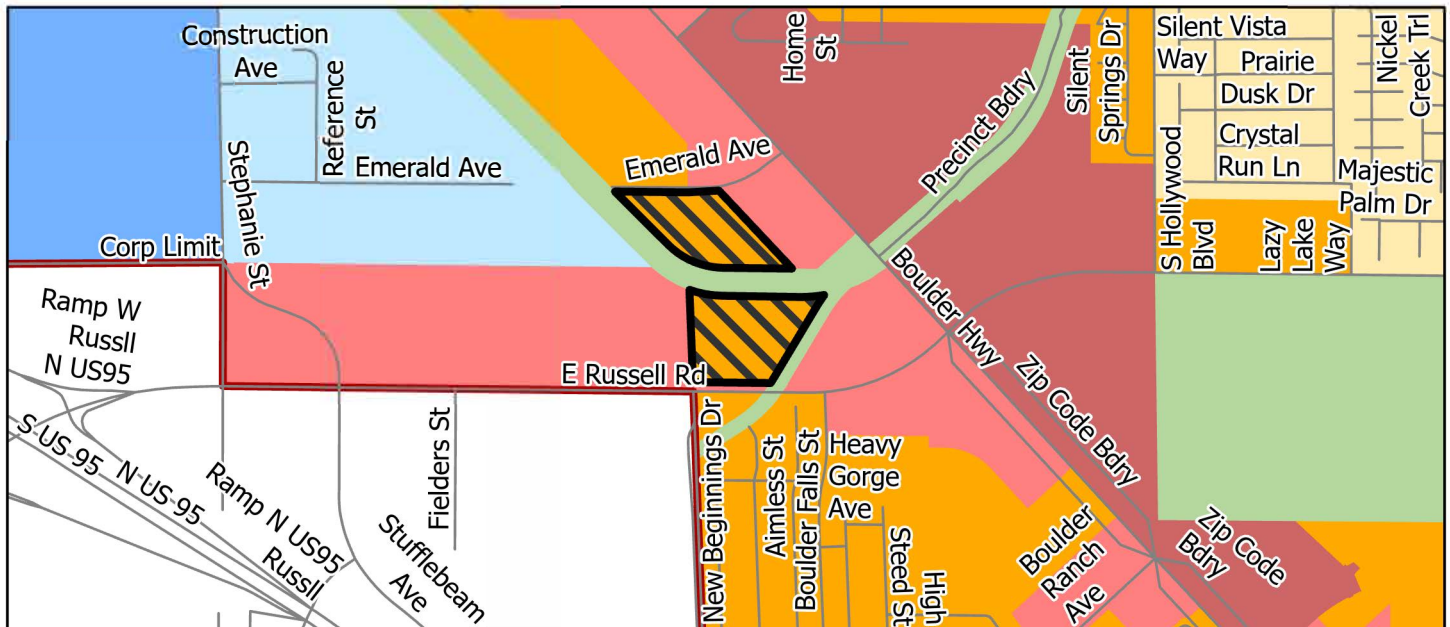 Construction
Ave
Reference
St
Home
St
Silent
Springs Dr
Silent Vista
Way
Prairie
Dusk Dr
Nickel
Creek Trl
Precinct Bdry
Emerald Ave
Emerald Ave
Crystal
Run Ln
Majestic
Palm Dr
Stephanie St
S Hollywood
Blvd
Lazy
Lake
Way
Corp Limit
Boulder Hwy
Ramp W
Russll
N US95
E Russell Rd
Zip Code Bdry
S US 95
N US 95
Ramp N US95
Russll
Fielders St
Stufflebeam
Ave
New Beginnings Dr
Aimless St
Boulder Falls St
Heavy
Gorge
Ave
Steed St
High
Boulder
Ranch
Ave
Zip Code
Bdry